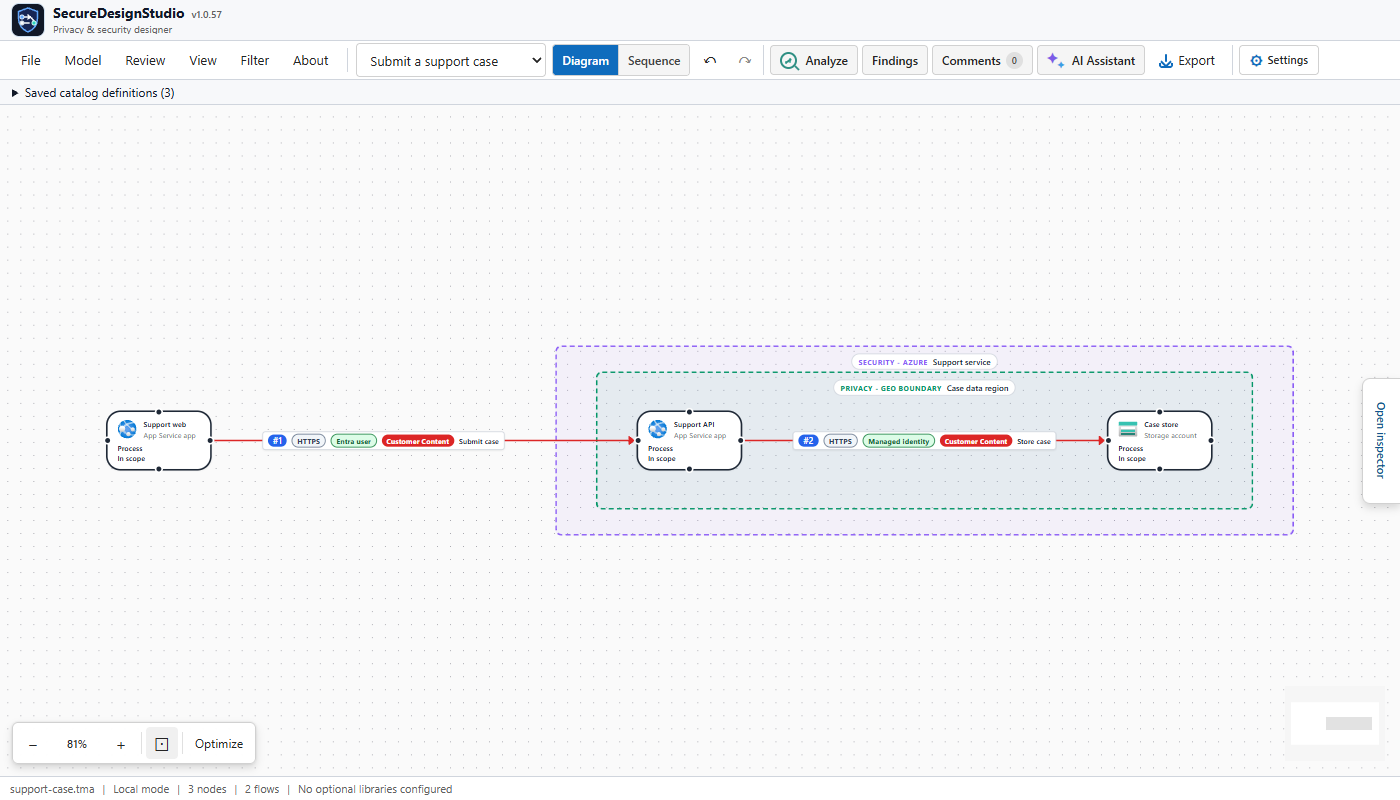 SecureDesignStudio v1.0.57
Privacy & security designer
File Model Review View Filter About Submit a support case Diagram Sequence Analyze Findings Comments 0 AI Assistant Export Settings
Saved catalog definitions (3)
SECURITY - AZURE Support service
PRIVACY - GEO BOUNDARY Case data region
Support web
App Service app
Process
In scope
#1 HTTPS Entra user Customer Content Submit case
Support API
App Service app
Process
In scope
#2 HTTPS Managed identity Customer Content Store case
Case store
Storage account
Process
In scope
Open inspector
− 81% + Optimize
support-case.tma | Local mode | 3 nodes | 2 flows | No optional libraries configured